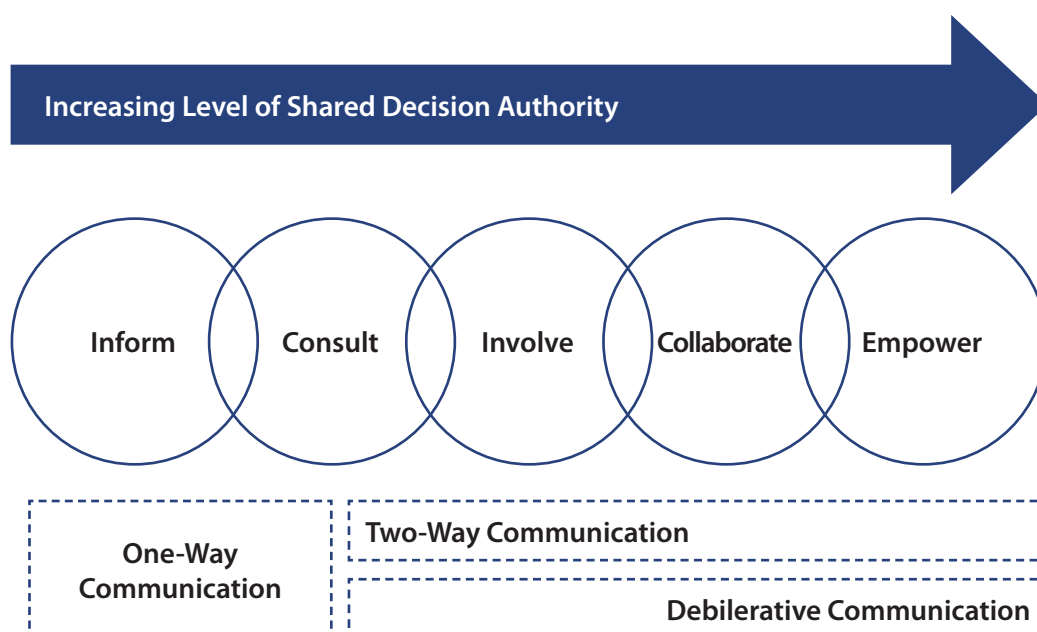 Increasing Level of Shared Decision Authority
Inform
Consult
Involve
Collaborate
Empower
One-Way
Communication
Two-Way Communication
Debilerative Communication